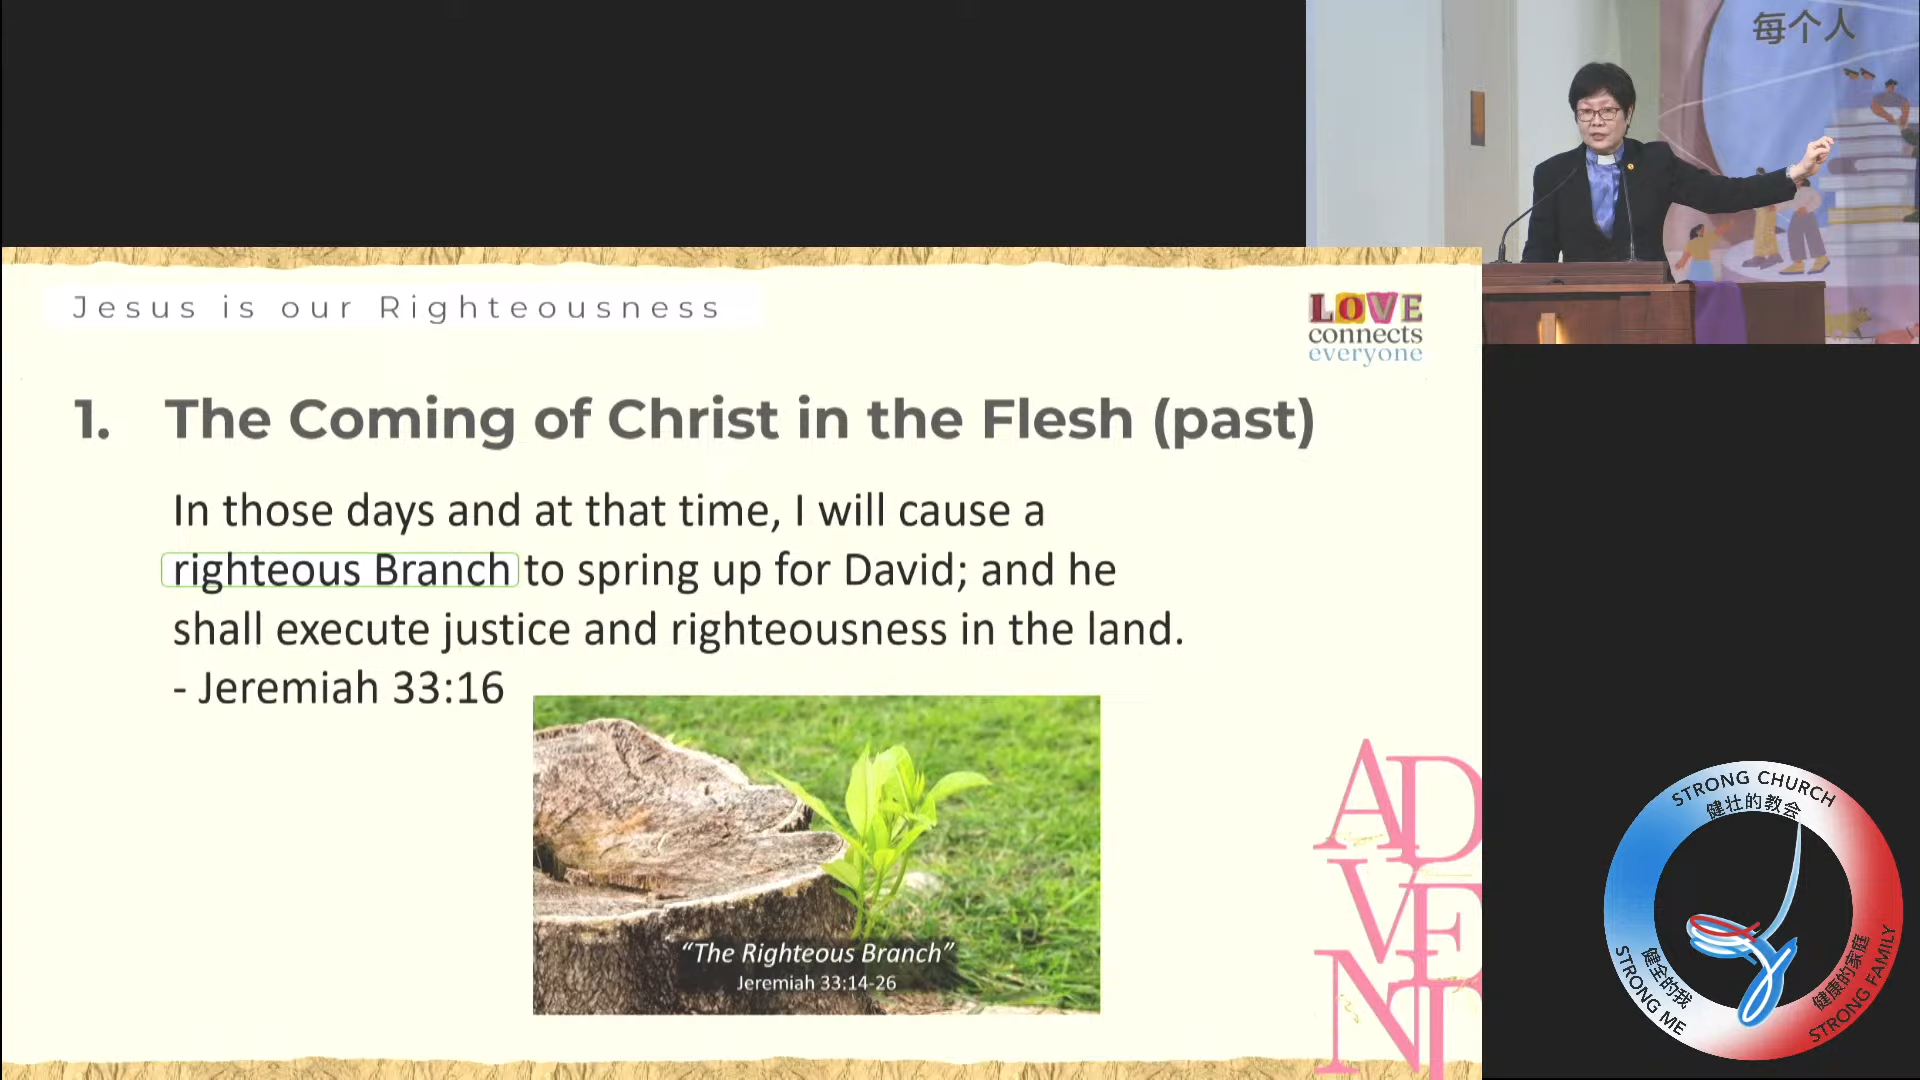 每个人
Jesus is our Righteousness
LOVE
connects
everyone
1. The Coming of Christ in the Flesh (past)
In those days and at that time, I will cause a
righteous Branch to spring up for David; and he
shall execute justice and righteousness in the land.
- Jeremiah 33:16
“The Righteous Branch”
Jeremiah 33:14-26
AD
VE
NT
STRONG CHURCH
健壮的教会
健全的我
STRONG ME
健康的家庭
STRONG FAMILY